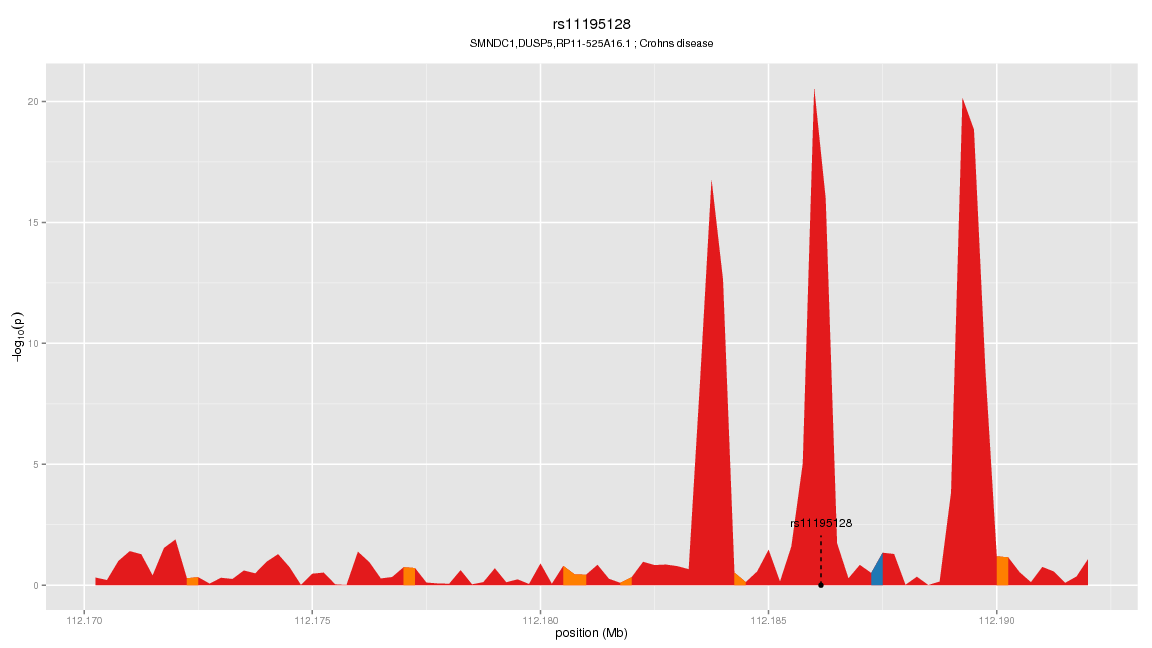 rs11195128
SMNDC1,DUSP5,RP11-525A16.1 ; Crohns disease
20
15
10
5
0
−log10(p)
rs11195128
112.170
112.175
112.180
112.185
112.190
position (Mb)